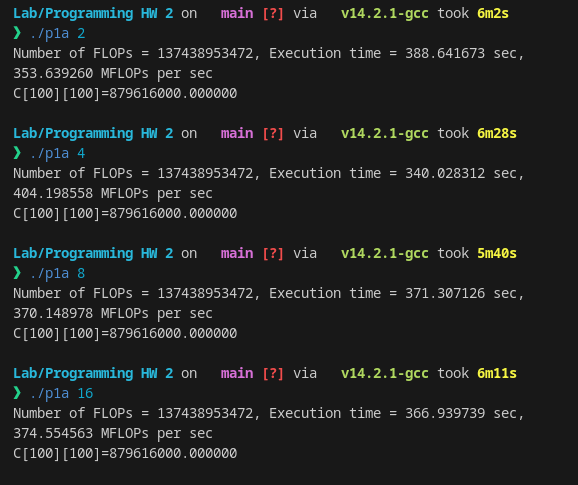 Lab/Programming HW 2 on main [?] via v14.2.1-gcc took 6m2s
❯ ./p1a 2
Number of FLOPs = 137438953472, Execution time = 388.641673 sec,
353.639260 MFLOPs per sec
C[100][100]=879616000.000000
Lab/Programming HW 2 on main [?] via v14.2.1-gcc took 6m28s
❯ ./p1a 4
Number of FLOPs = 137438953472, Execution time = 340.028312 sec,
404.198558 MFLOPs per sec
C[100][100]=879616000.000000
Lab/Programming HW 2 on main [?] via v14.2.1-gcc took 5m40s
❯ ./p1a 8
Number of FLOPs = 137438953472, Execution time = 371.307126 sec,
370.148978 MFLOPs per sec
C[100][100]=879616000.000000
Lab/Programming HW 2 on main [?] via v14.2.1-gcc took 6m11s
❯ ./p1a 16
Number of FLOPs = 137438953472, Execution time = 366.939739 sec,
374.554563 MFLOPs per sec
C[100][100]=879616000.000000